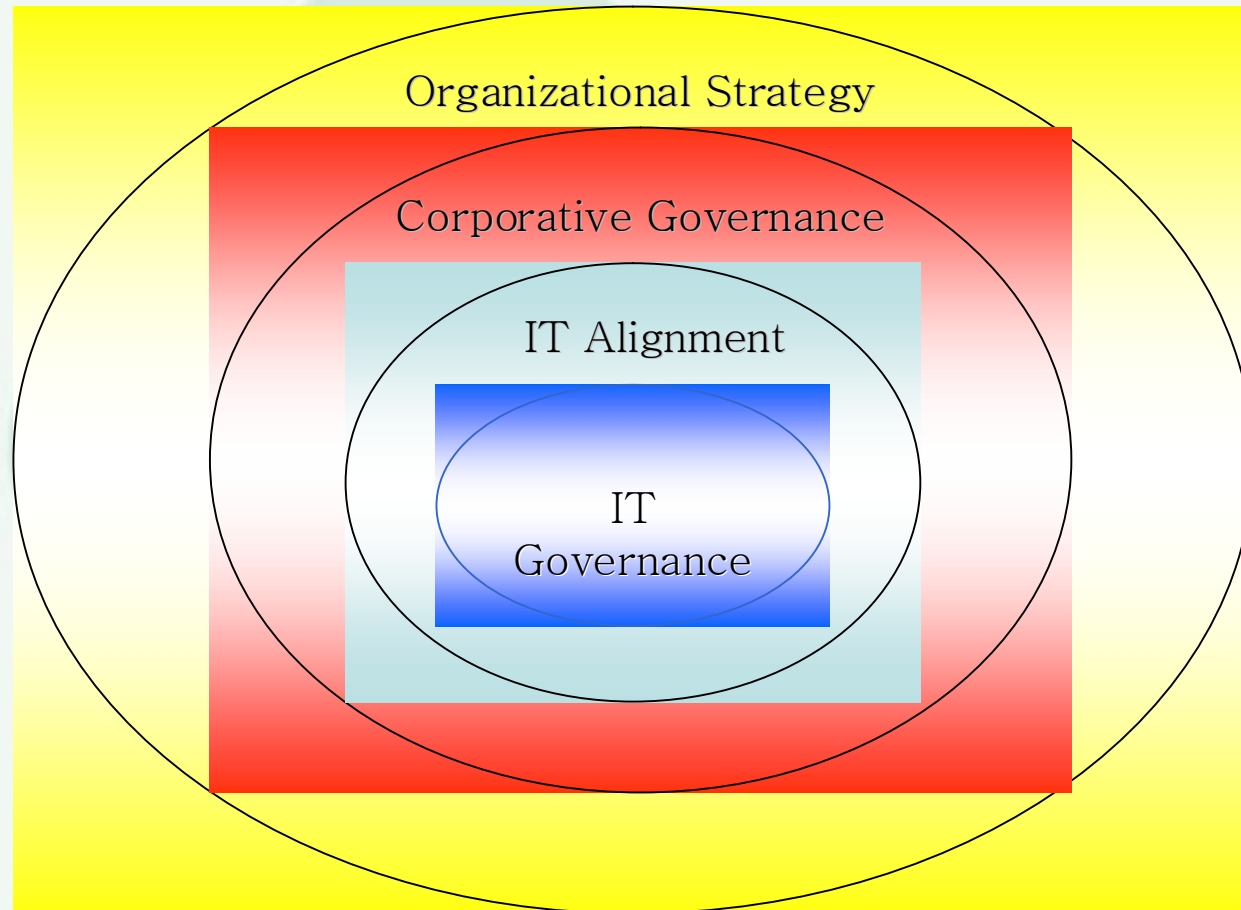 Organizational Strategy
Corporative Governance
IT Alignment
IT
Governance